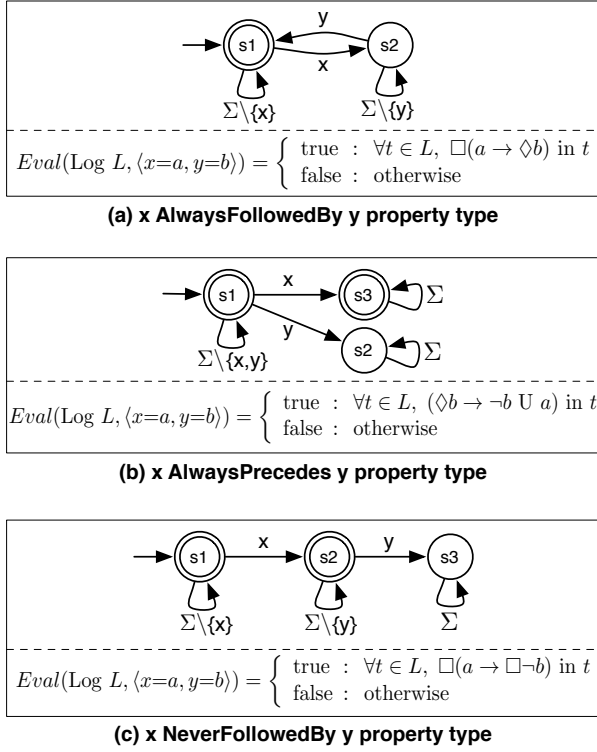 s1 y s2
x
Σ\{x} Σ\{y}
Eval(Log L, ⟨x=a, y=b⟩) = { true : ∀t ∈ L, □(a → ◊b) in t
false : otherwise
(a) x AlwaysFollowedBy y property type
s1 x s3 Σ
y
s2 Σ
Σ\{x,y}
Eval(Log L, ⟨x=a, y=b⟩) = { true : ∀t ∈ L, (◊b → ¬b U a) in t
false : otherwise
(b) x AlwaysPrecedes y property type
s1 x s2 y s3
Σ\{x} Σ\{y} Σ
Eval(Log L, ⟨x=a, y=b⟩) = { true : ∀t ∈ L, □(a → □¬b) in t
false : otherwise
(c) x NeverFollowedBy y property type